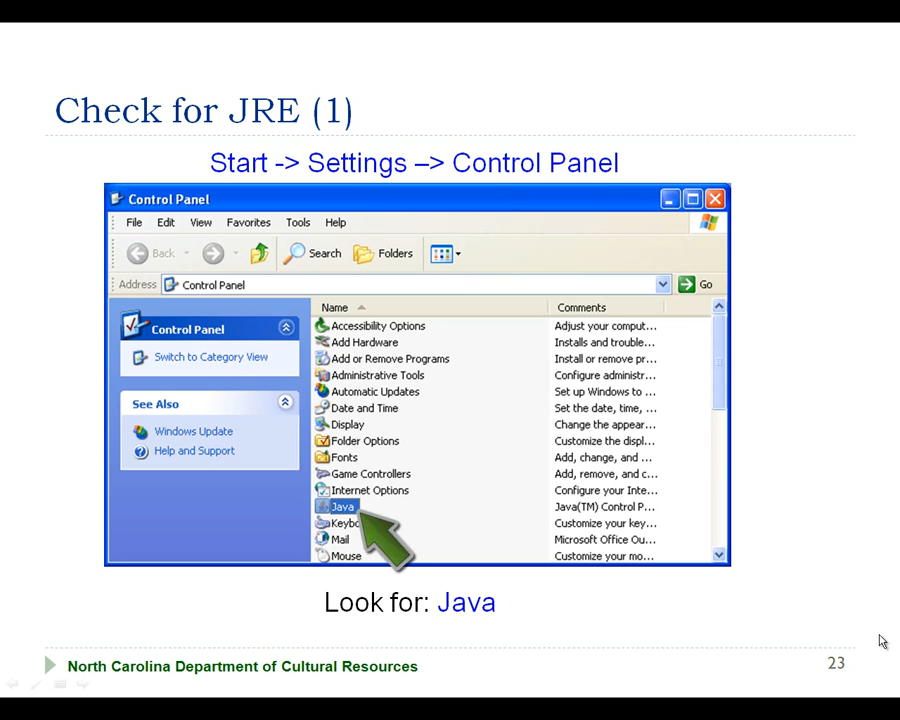 Check for JRE (1)
Start -> Settings –> Control Panel
Control Panel
File Edit View Favorites Tools Help
Back Search Folders
Address Control Panel Go
Control Panel
Switch to Category View
See Also
Windows Update
Help and Support
Name Comments
Accessibility Options Adjust your comput...
Add Hardware Installs and trouble...
Add or Remove Programs Install or remove pr...
Administrative Tools Configure administr...
Automatic Updates Set up Windows to ...
Date and Time Set the date, time, ...
Display Change the appear...
Folder Options Customize the displ...
Fonts Add, change, and ...
Game Controllers Add, remove, and c...
Internet Options Configure your Inte...
Java Java(TM) Control P...
Keybo Customize your key...
Mail Microsoft Office Ou...
Mouse Customize your mo...
Look for: Java
North Carolina Department of Cultural Resources
23